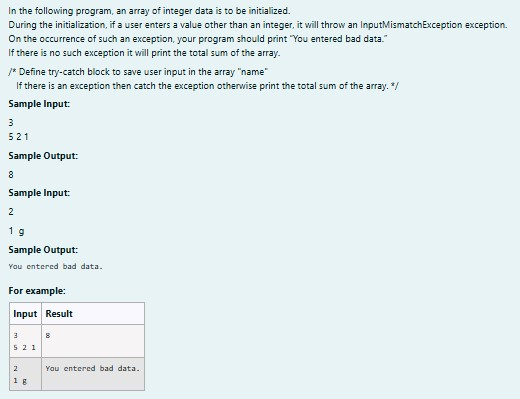 In the following program, an array of integer data is to be initialized.
During the initialization, if a user enters a value other than an integer, it will throw an InputMismatchException exception.
On the occurrence of such an exception, your program should print "You entered bad data."
If there is no such exception it will print the total sum of the array.
/* Define try-catch block to save user input in the array "name"
If there is an exception then catch the exception otherwise print the total sum of the array. */
Sample Input:
3
5 2 1
Sample Output:
8
Sample Input:
2
1 g
Sample Output:
You entered bad data.
For example:
Input Result
3 8
5 2 1
2 You entered bad data.
1 g